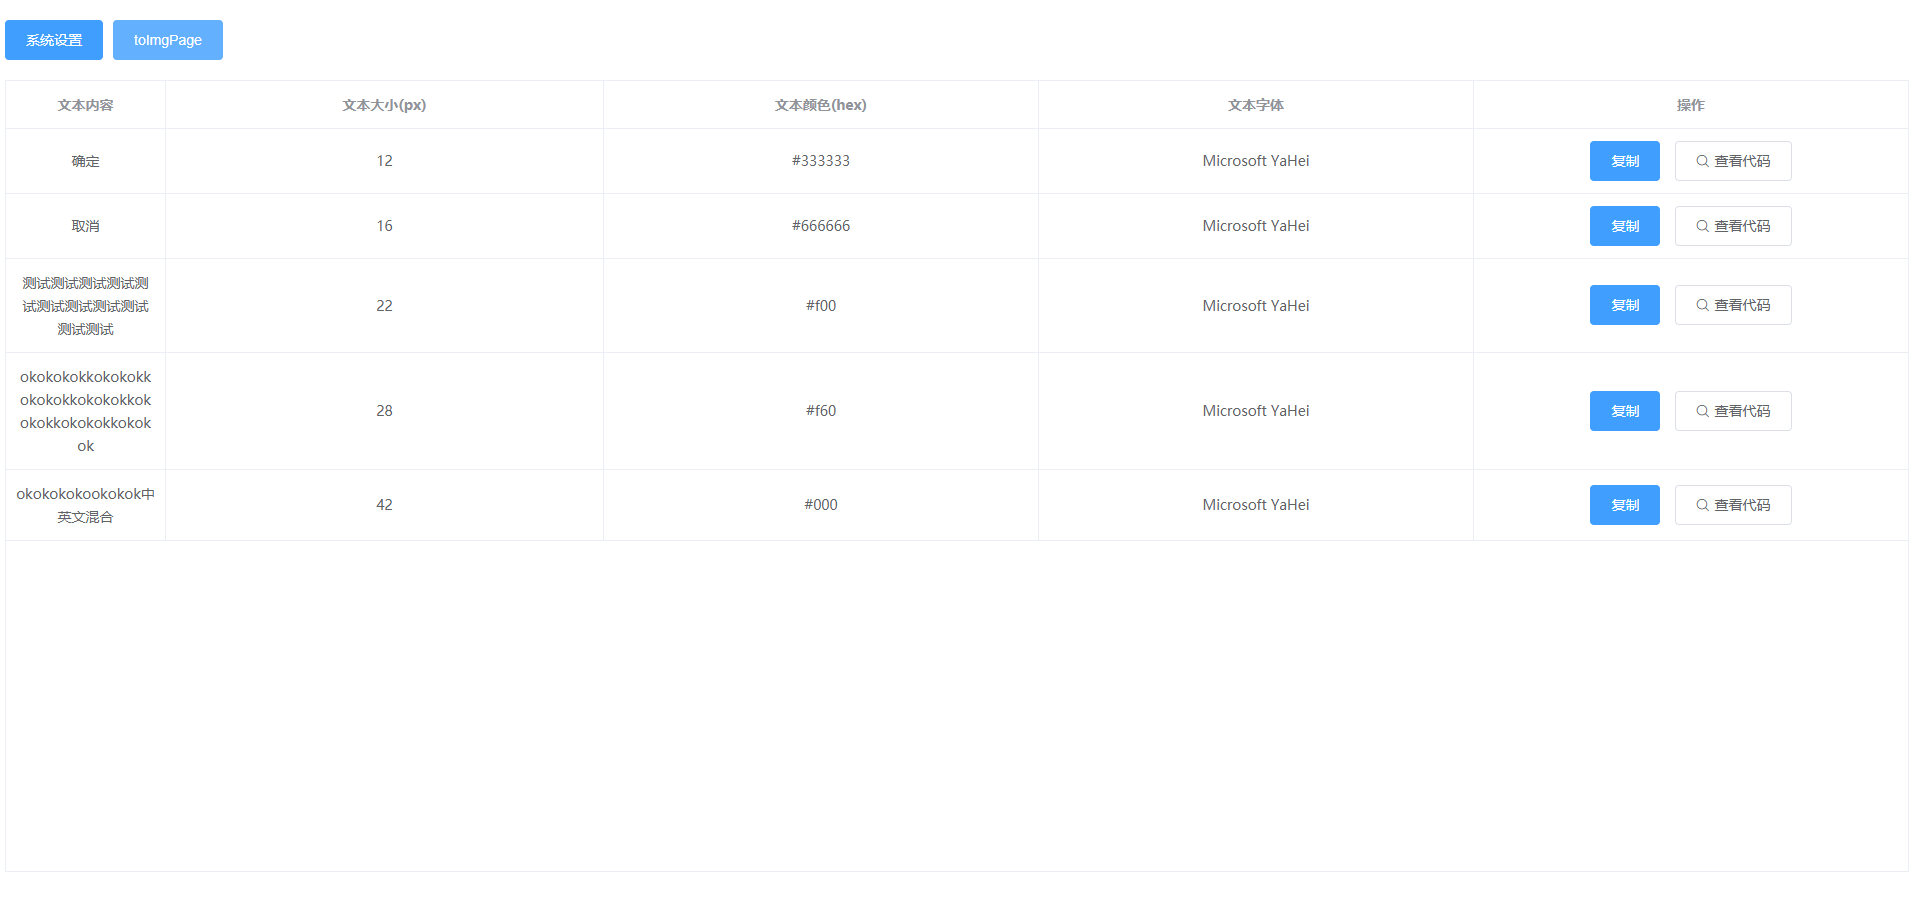 系统设置 toImgPage
文本内容 文本大小(px) 文本颜色(hex) 文本字体 操作
确定 12 #333333 Microsoft YaHei 复制 查看代码
取消 16 #666666 Microsoft YaHei 复制 查看代码
测试测试测试测试测
试测试测试测试测试
测试测试
22 #f00 Microsoft YaHei 复制 查看代码
okokokokkokokokk
okokokkokokokkok
okokkokokokkokok
ok
28 #f60 Microsoft YaHei 复制 查看代码
okokokokookokok中
英文混合
42 #000 Microsoft YaHei 复制 查看代码